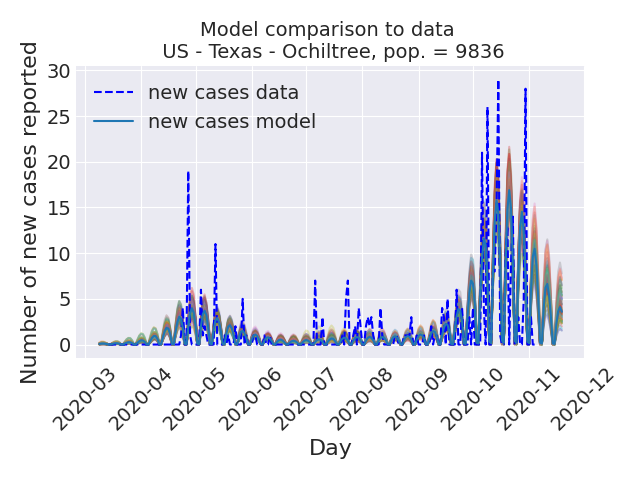 Model comparison to data
US - Texas - Ochiltree, pop. = 9836
Number of new cases reported
30
25
20
15
10
5
0
new cases data
new cases model
2020-03
2020-04
2020-05
2020-06
2020-07
2020-08
2020-09
2020-10
2020-11
2020-12
Day